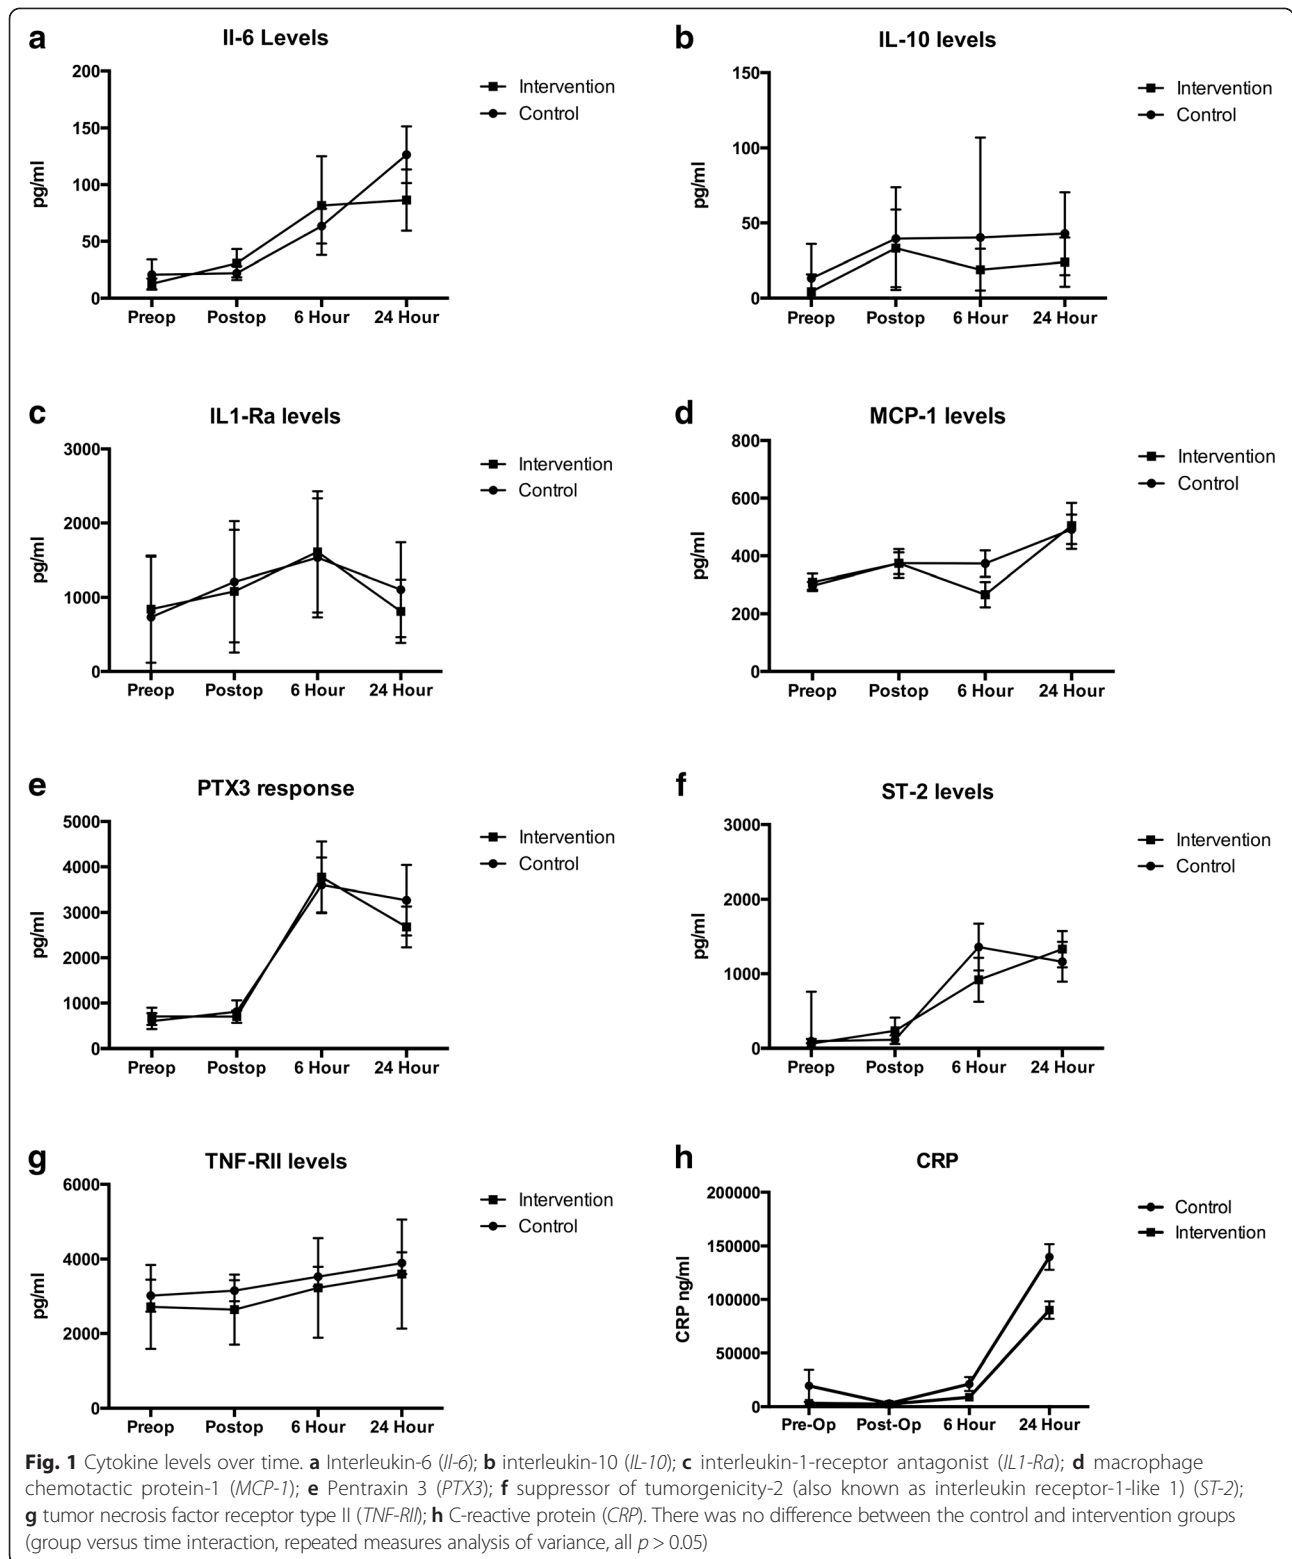 a
Il-6 Levels
200
150
100
50
0
pg/ml
Preop Postop 6 Hour 24 Hour
Intervention
Control
b
IL-10 levels
150
100
50
0
pg/ml
Preop Postop 6 Hour 24 Hour
Intervention
Control
c
IL1-Ra levels
3000
2000
1000
0
pg/ml
Preop Postop 6 Hour 24 Hour
Intervention
Control
d
MCP-1 levels
800
600
400
200
0
pg/ml
Preop Postop 6 Hour 24 Hour
Intervention
Control
e
PTX3 response
5000
4000
3000
2000
1000
0
pg/ml
Preop Postop 6 Hour 24 Hour
Intervention
Control
f
ST-2 levels
3000
2000
1000
0
pg/ml
Preop Postop 6 Hour 24 Hour
Intervention
Control
g
TNF-RII levels
6000
4000
2000
0
pg/ml
Preop Postop 6 Hour 24 Hour
Intervention
Control
h
CRP
200000
150000
100000
50000
0
CRP ng/ml
Pre-Op Post-Op 6 Hour 24 Hour
Control
Intervention
Fig. 1 Cytokine levels over time. a Interleukin-6 (Il-6); b interleukin-10 (IL-10); c interleukin-1-receptor antagonist (IL1-Ra); d macrophage
chemotactic protein-1 (MCP-1); e Pentraxin 3 (PTX3); f suppressor of tumorgenicity-2 (also known as interleukin receptor-1-like 1) (ST-2);
g tumor necrosis factor receptor type II (TNF-RII); h C-reactive protein (CRP). There was no difference between the control and intervention groups
(group versus time interaction, repeated measures analysis of variance, all p > 0.05)